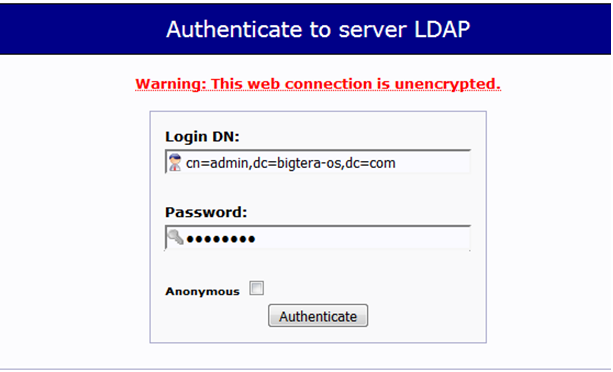 Authenticate to server LDAP
Warning: This web connection is unencrypted.
Login DN:
cn=admin,dc=bigtera-os,dc=com
Password:
••••••••
Anonymous
Authenticate